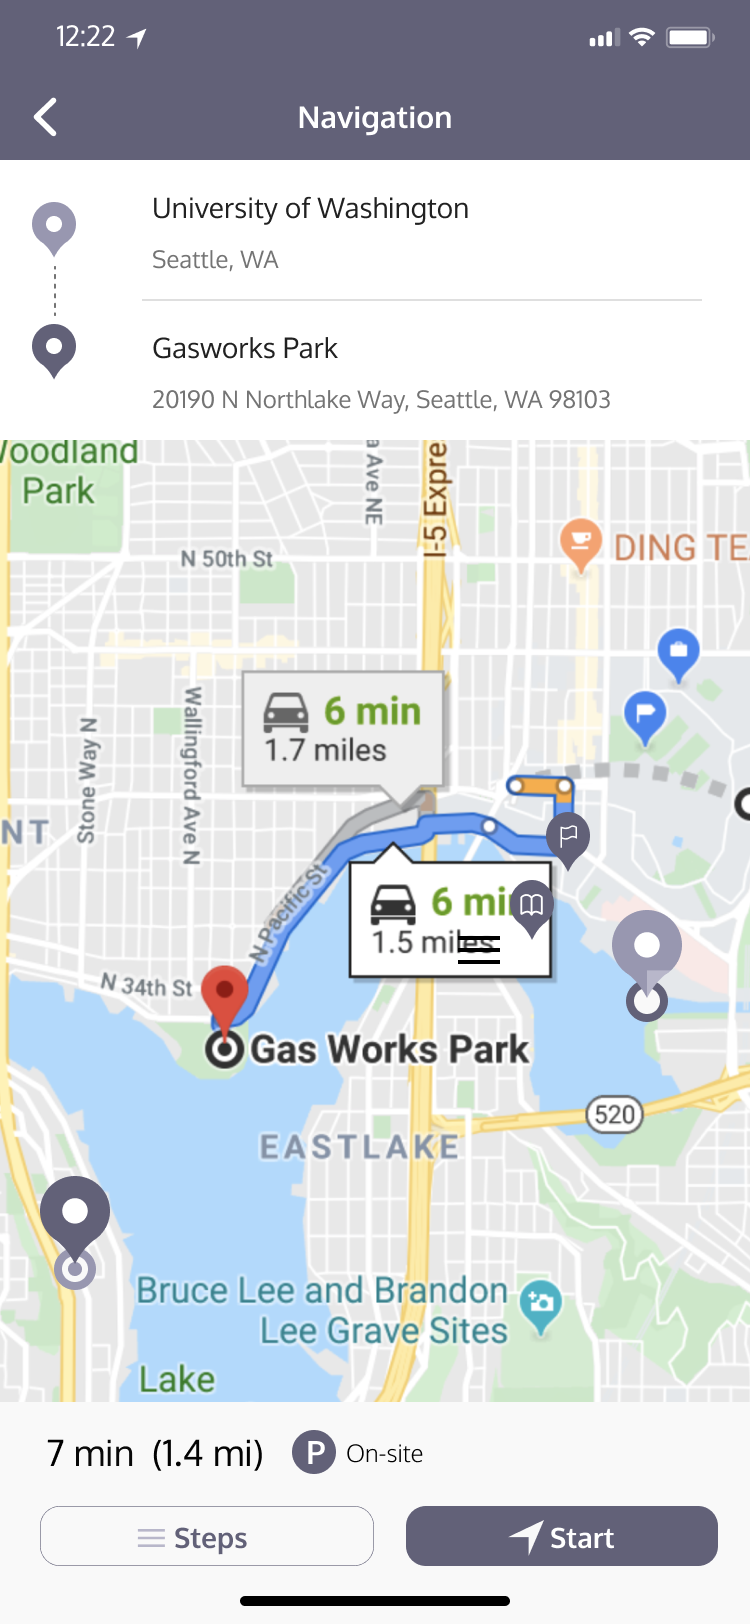 12:22
Navigation
University of Washington
Seattle, WA
Gasworks Park
20190 N Northlake Way, Seattle, WA 98103
oodland
Park
a Ave NE
I-5 Expre
N 50th St
DING TE
Stone Way N
Wallingford Ave N
6 min
1.7 miles
NT
N Pacific St
6 min
1.5 miles
N 34th St
Gas Works Park
520
EASTLAKE
Bruce Lee and Brandon
Lee Grave Sites
Lake
7 min (1.4 mi) P On-site
Steps
Start